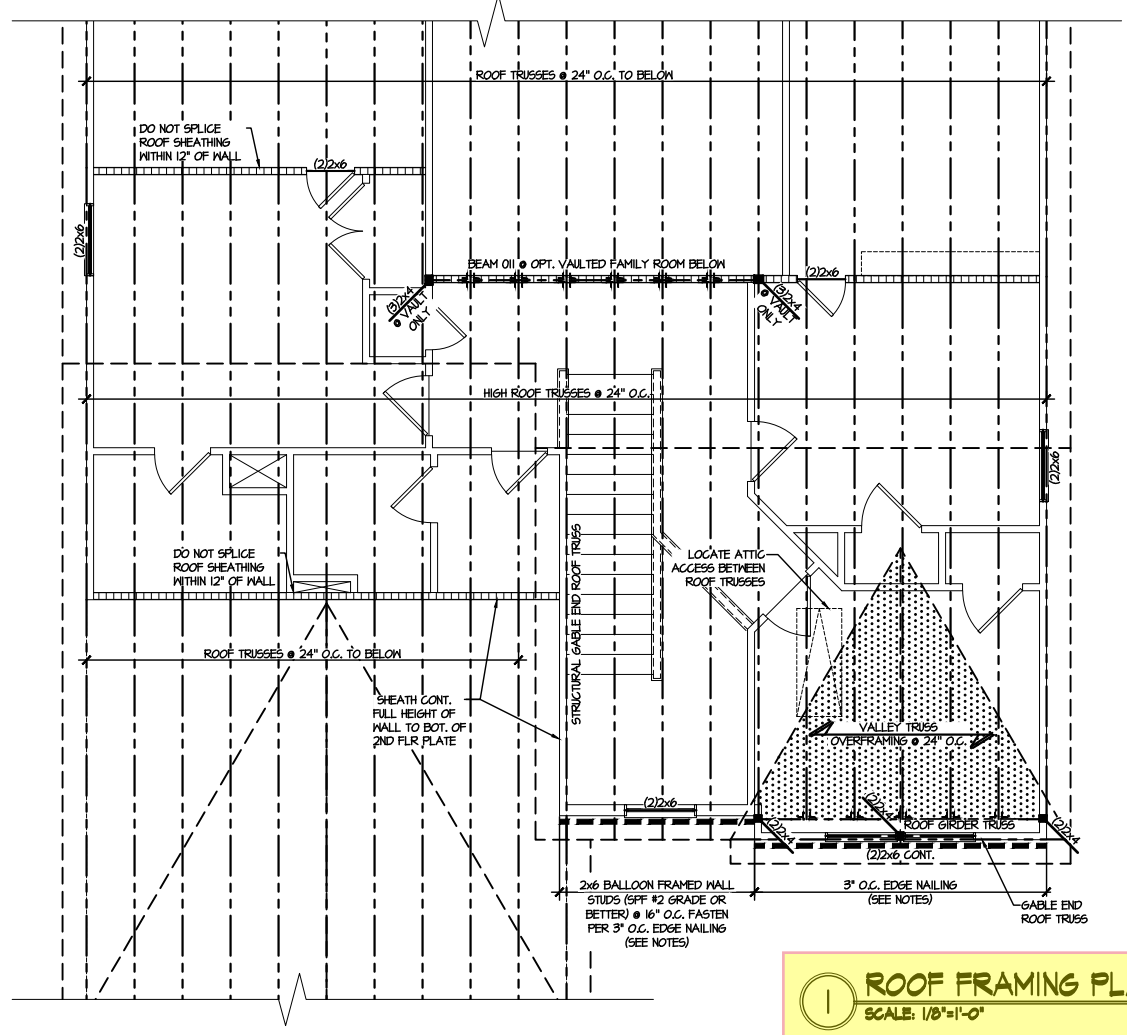 ROOF TRUSSES @ 24" O.C. TO BELOW
DO NOT SPLICE
ROOF SHEATHING
WITHIN 12" OF WALL
(2)2x6
(2)2x6
BEAM 011 @ OPT. VAULTED FAMILY ROOM BELOW
(2)2x6
(3)2x4
@ VAULT
ONLY
(3)2x4
@ VAULT
ONLY
HIGH ROOF TRUSSES @ 24" O.C.
(2)2x6
STRUCTURAL GABLE END ROOF TRUSS
DO NOT SPLICE
ROOF SHEATHING
WITHIN 12" OF WALL
LOCATE ATTIC
ACCESS BETWEEN
ROOF TRUSSES
ROOF TRUSSES @ 24" O.C. TO BELOW
SHEATH CONT.
FULL HEIGHT OF
WALL TO BOT. OF
2ND FLR PLATE
VALLEY TRUSS
OVERFRAMING @ 24" O.C.
(2)2x6
(2)2x4
(2)2x4
ROOF GIRDER TRUSS
(2)2x4
(2)2x6 CONT.
2x6 BALLOON FRAMED WALL
STUDS (SPF #2 GRADE OR
BETTER) @ 16" O.C. FASTEN
PER 3" O.C. EDGE NAILING
(SEE NOTES)
3" O.C. EDGE NAILING
(SEE NOTES)
GABLE END
ROOF TRUSS
1
ROOF FRAMING PLA
SCALE: 1/8"=1'-0"